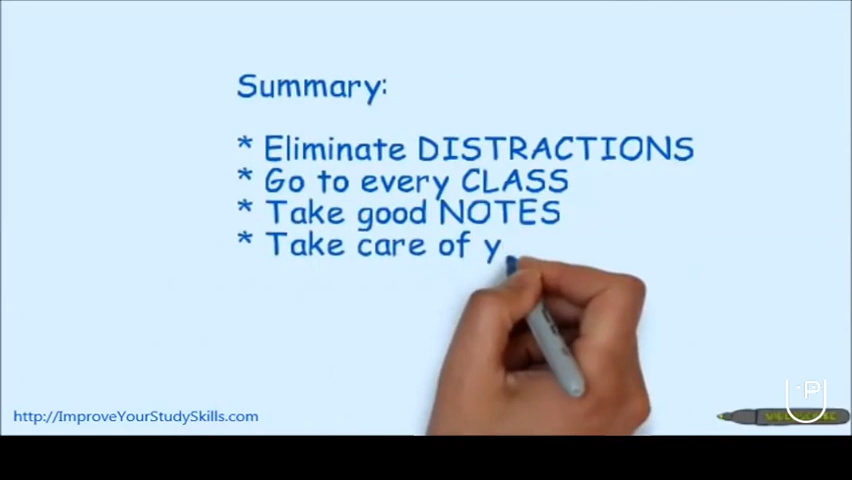 Summary:
* Eliminate DISTRACTIONS
* Go to every CLASS
* Take good NOTES
* Take care of y
http://ImproveYourStudySkills.com